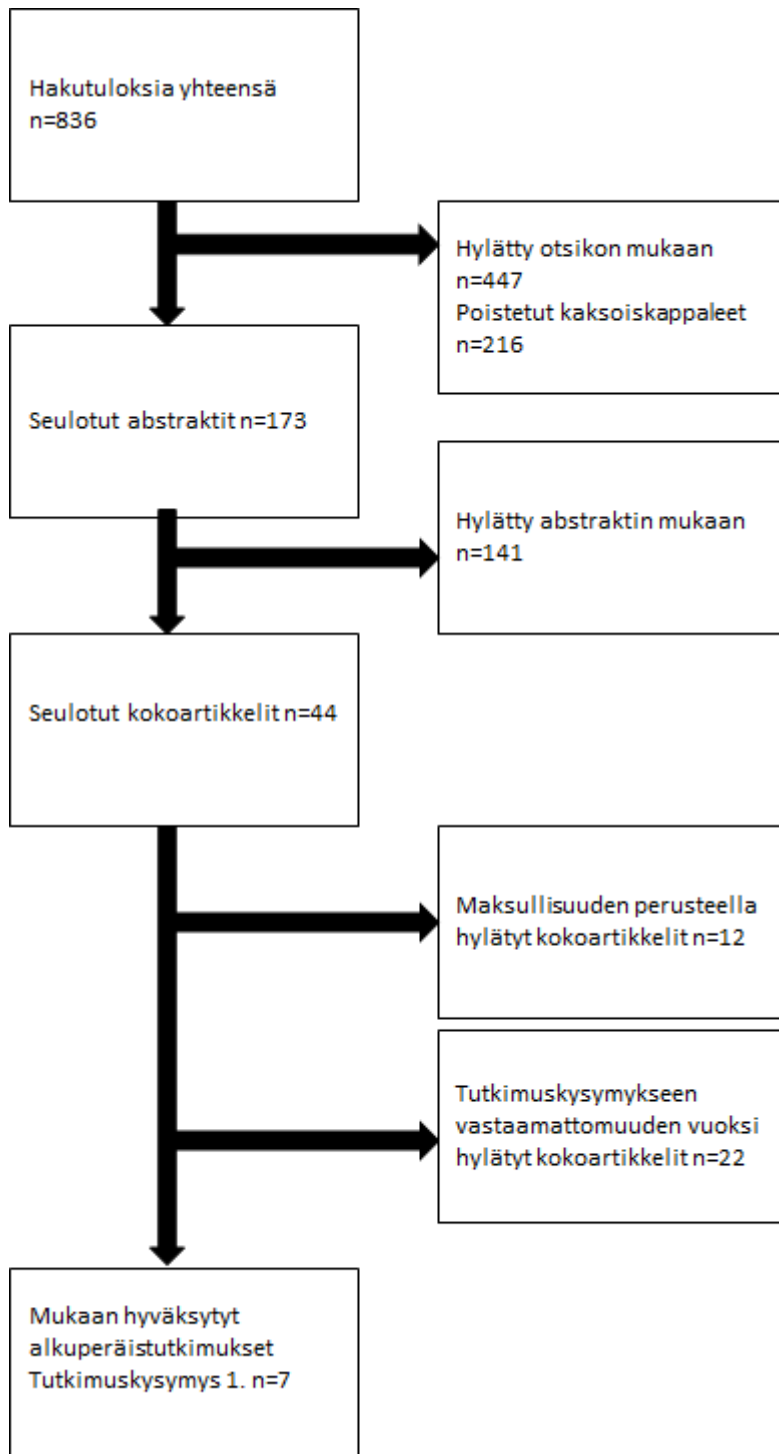 Hakutuloksia yhteensä
n=836
Hylätty otsikon mukaan
n=447
Poistetut kaksoiskappaleet
n=216
Seulotut abstraktit n=173
Hylätty abstraktin mukaan
n=141
Seulotut kokoartikkelit n=44
Maksullisuuden perusteella
hylätyt kokoartikkelit n=12
Tutkimuskysymykseen
vastaamattomuuden vuoksi
hylätyt kokoartikkelit n=22
Mukaan hyväksytyt
alkuperäistutkimukset
Tutkimuskysymys 1. n=7